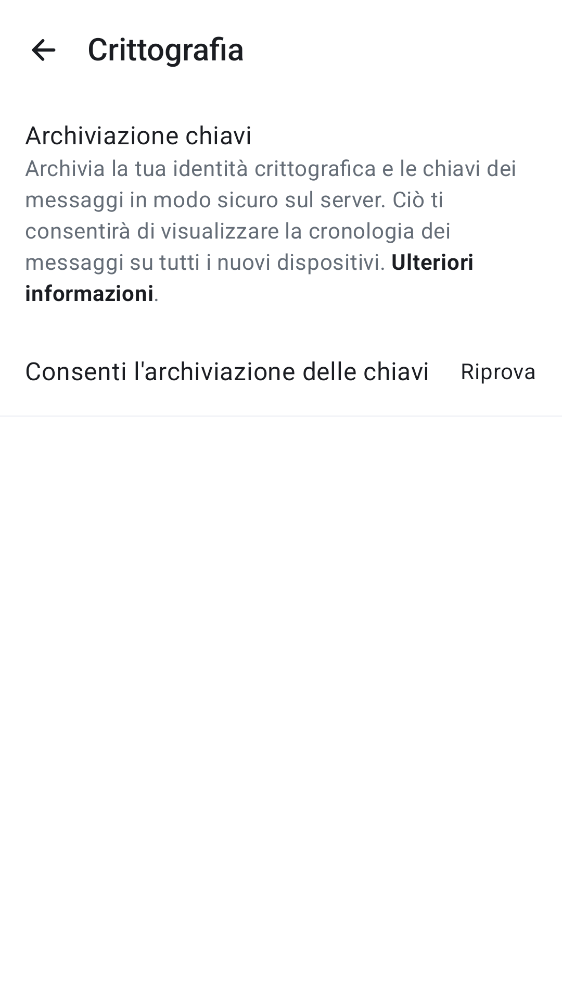 Crittografia
Archiviazione chiavi
Archivia la tua identità crittografica e le chiavi dei
messaggi in modo sicuro sul server. Ciò ti
consentirà di visualizzare la cronologia dei
messaggi su tutti i nuovi dispositivi. Ulteriori
informazioni.
Consenti l'archiviazione delle chiavi Riprova